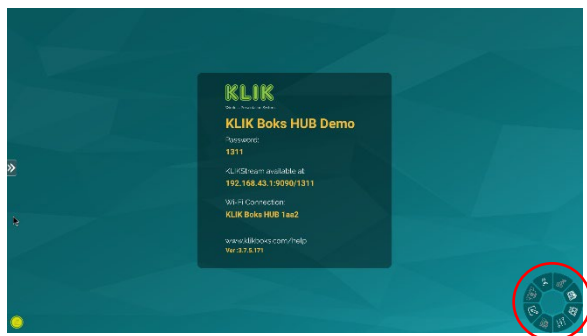 KLIK
KLIK Boks HUB Demo
Password:
1311
KLIKStream available at:
192.168.43.1:9090/1311
Wi-Fi Connection:
KLIK Boks HUB 1ae2
www.klikboks.com/help
Ver :3.7.5.171